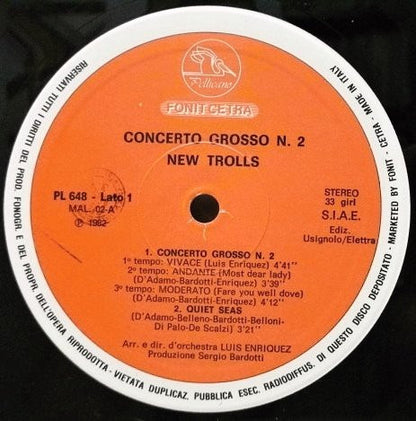 Pellicano
FONIT CETRA
CONCERTO GROSSO N. 2
NEW TROLLS
PL 648 - Lato 1
MAL. 02-A
Ⓟ 1982
STEREO
33 giri
S.I.A.E.
Ediz.
Usignolo/Elettra
1. CONCERTO GROSSO N. 2
1º tempo: VIVACE (Luis Enriquez) 4'41"
2º tempo: ANDANTE (Most dear lady)
(D'Adamo-Bardotti-Enriquez) 3'39"
3º tempo: MODERATO (Fare you well dove)
(D'Adamo-Bardotti-Enriquez) 4'12"
2. QUIET SEAS
(D'Adamo-Belleno-Bardotti-Belloni-
Di Palo-De Scalzi) 3'21"
Arr. e dir. d'orchestra LUIS ENRIQUEZ
Produzione Sergio Bardotti
RISERVATI TUTTI I DIRITTI DEL PROD. FONOGR. E DEL PROPR. DELL'OPERA RIPRODOTTA - VIETATA DUPLICAZ. PUBBLICA ESEC. RADIODIFFUS. DI QUESTO DISCO DEPOSITATO - MARKETED BY FONIT - CETRA - MADE IN ITALY